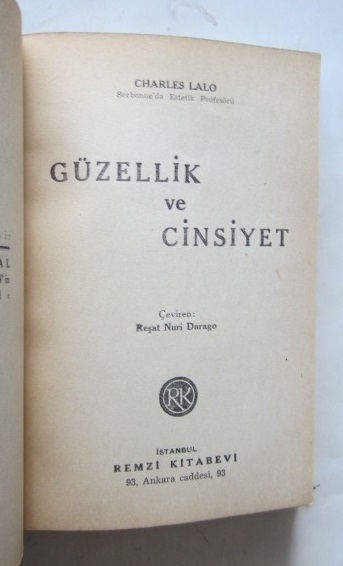 CHARLES LALO
Sorbonne'da Estetik Profesörü
GÜZELLİK
ve
CİNSİYET
Çeviren:
Reşat Nuri Darago
RK
İSTANBUL
REMZİ KİTABEVİ
93, Ankara caddesi, 93